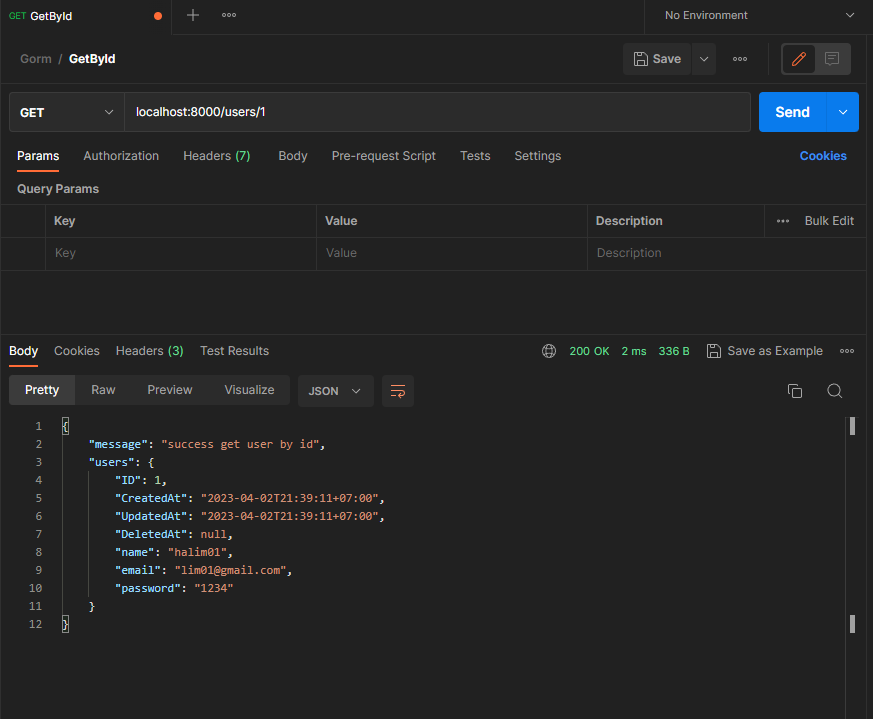 GET GetById
No Environment
Gorm / GetById
Save
GET localhost:8000/users/1 Send
Params Authorization Headers (7) Body Pre-request Script Tests Settings Cookies
Query Params
Key Value Description Bulk Edit
Key Value Description
Body Cookies Headers (3) Test Results 200 OK 2 ms 336 B Save as Example
Pretty Raw Preview Visualize JSON
1 {
2 "message": "success get user by id",
3 "users": {
4 "ID": 1,
5 "CreatedAt": "2023-04-02T21:39:11+07:00",
6 "UpdatedAt": "2023-04-02T21:39:11+07:00",
7 "DeletedAt": null,
8 "name": "halim01",
9 "email": "lim01@gmail.com",
10 "password": "1234"
11 }
12 }